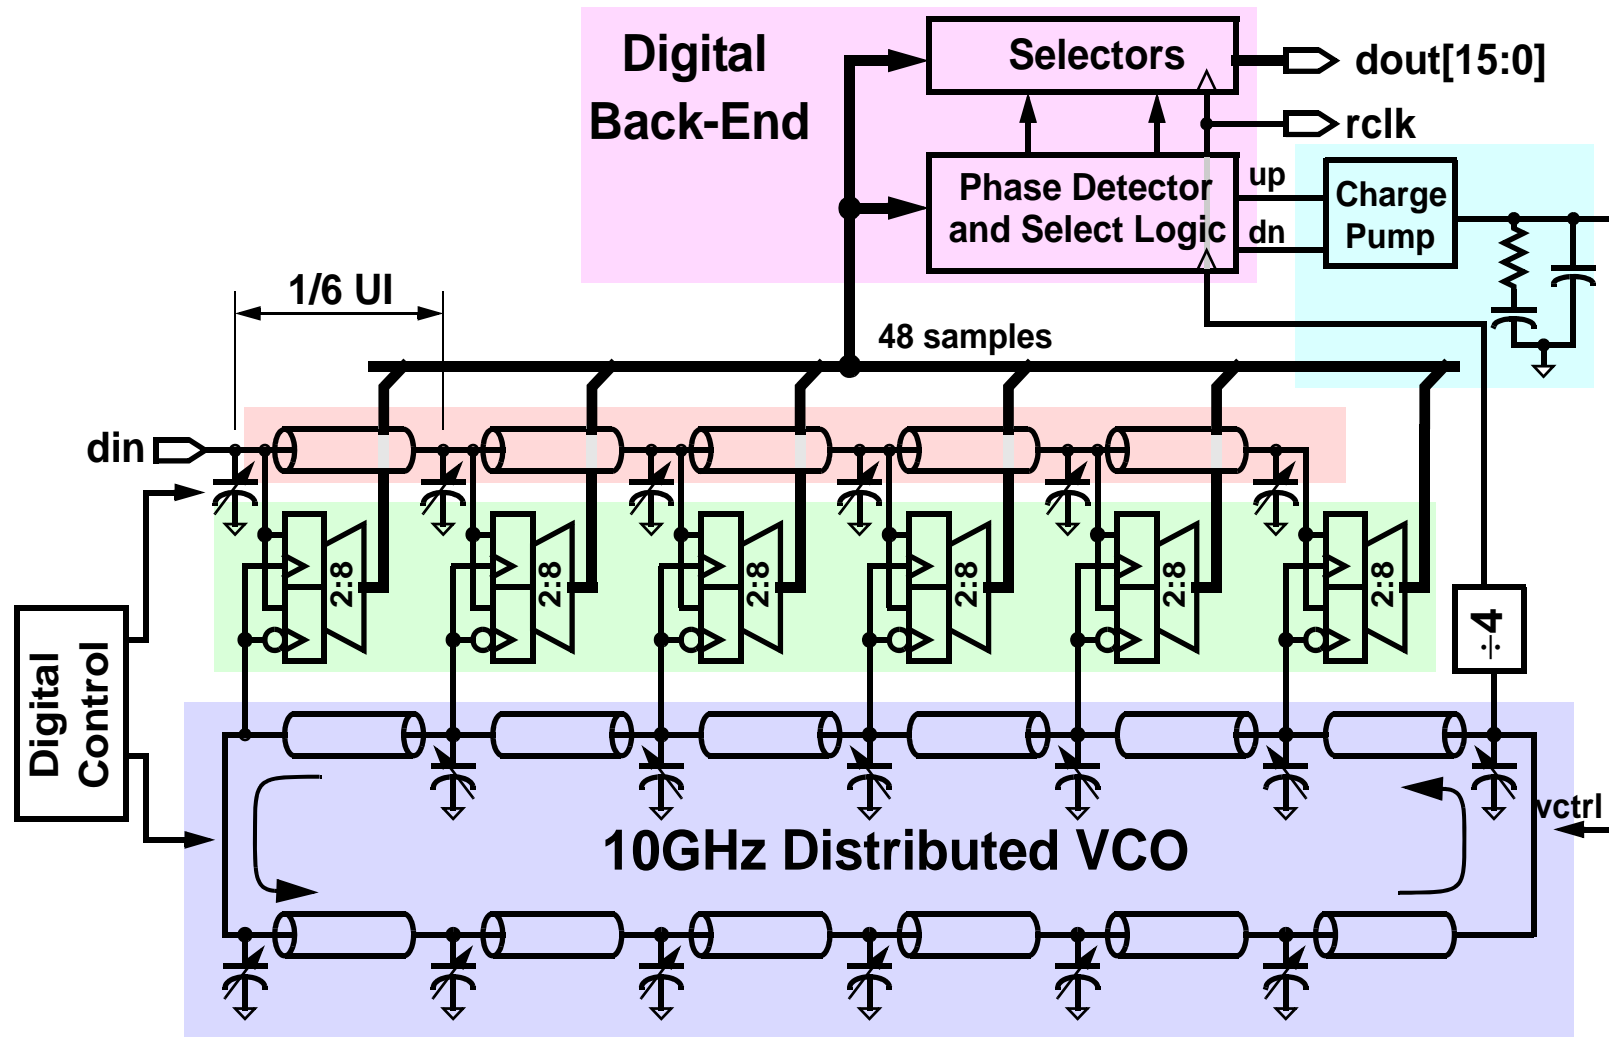 Digital
Back-End
Selectors
dout[15:0]
rclk
Phase Detector
and Select Logic
up
dn
Charge
Pump
1/6 UI
48 samples
din
2:8
2:8
2:8
2:8
2:8
2:8
÷4
Digital
Control
vctrl
10GHz Distributed VCO